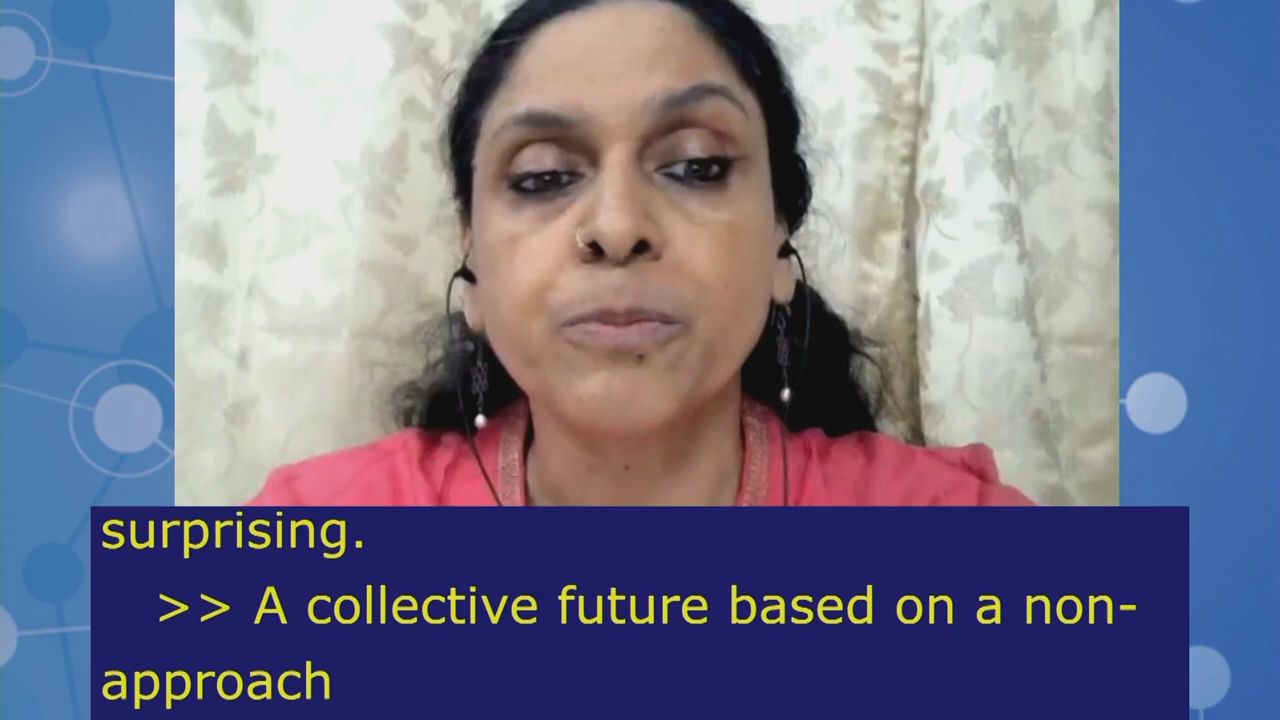 surprising.
>> A collective future based on a non-
approach